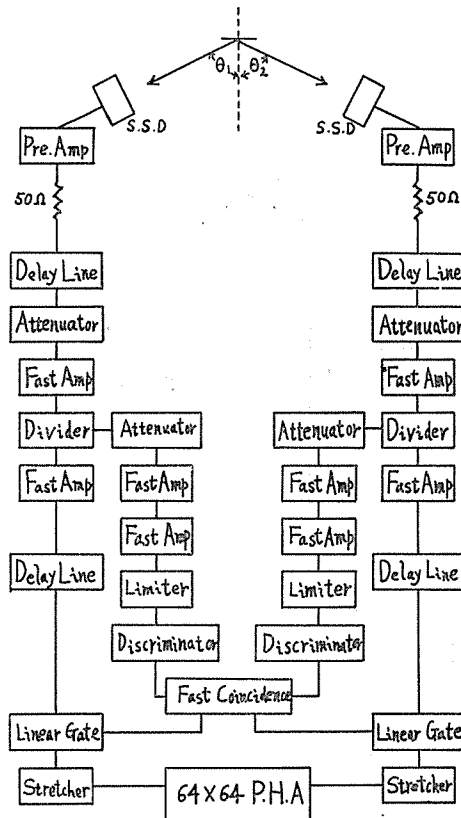 θ₁ θ₂
S.S.D S.S.D
Pre.Amp Pre.Amp
50Ω 50Ω
Delay Line Delay Line
Attenuator Attenuator
Fast Amp Fast Amp
Divider Attenuator Attenuator Divider
Fast Amp Fast Amp Fast Amp Fast Amp
Fast Amp Fast Amp
Delay Line Limiter Limiter Delay Line
Discriminator Discriminator
Fast Coincidence
Linear Gate Linear Gate
Stretcher 64×64 P.H.A Stretcher